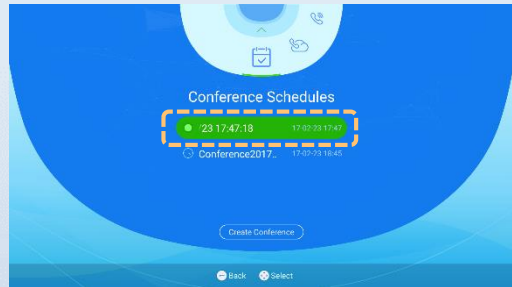 Conference Schedules
/23 17:47:18 17-02-23 17:47
Conference2017.. 17-02-23 18:45
Create Conference
Back Select